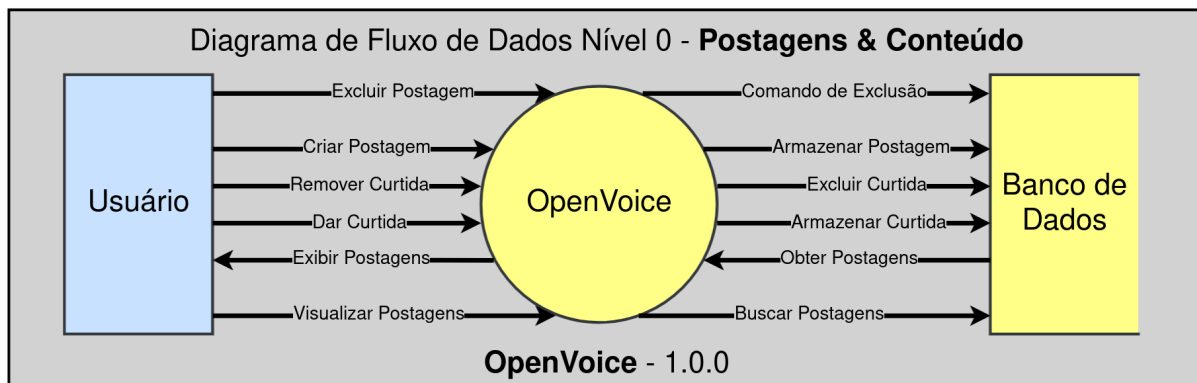 Diagrama de Fluxo de Dados Nível 0 - Postagens & Conteúdo
Excluir Postagem
Comando de Exclusão
Criar Postagem
Armazenar Postagem
Usuário
Remover Curtida
OpenVoice
Excluir Curtida
Banco de
Dados
Dar Curtida
Armazenar Curtida
Exibir Postagens
Obter Postagens
Visualizar Postagens
Buscar Postagens
OpenVoice - 1.0.0